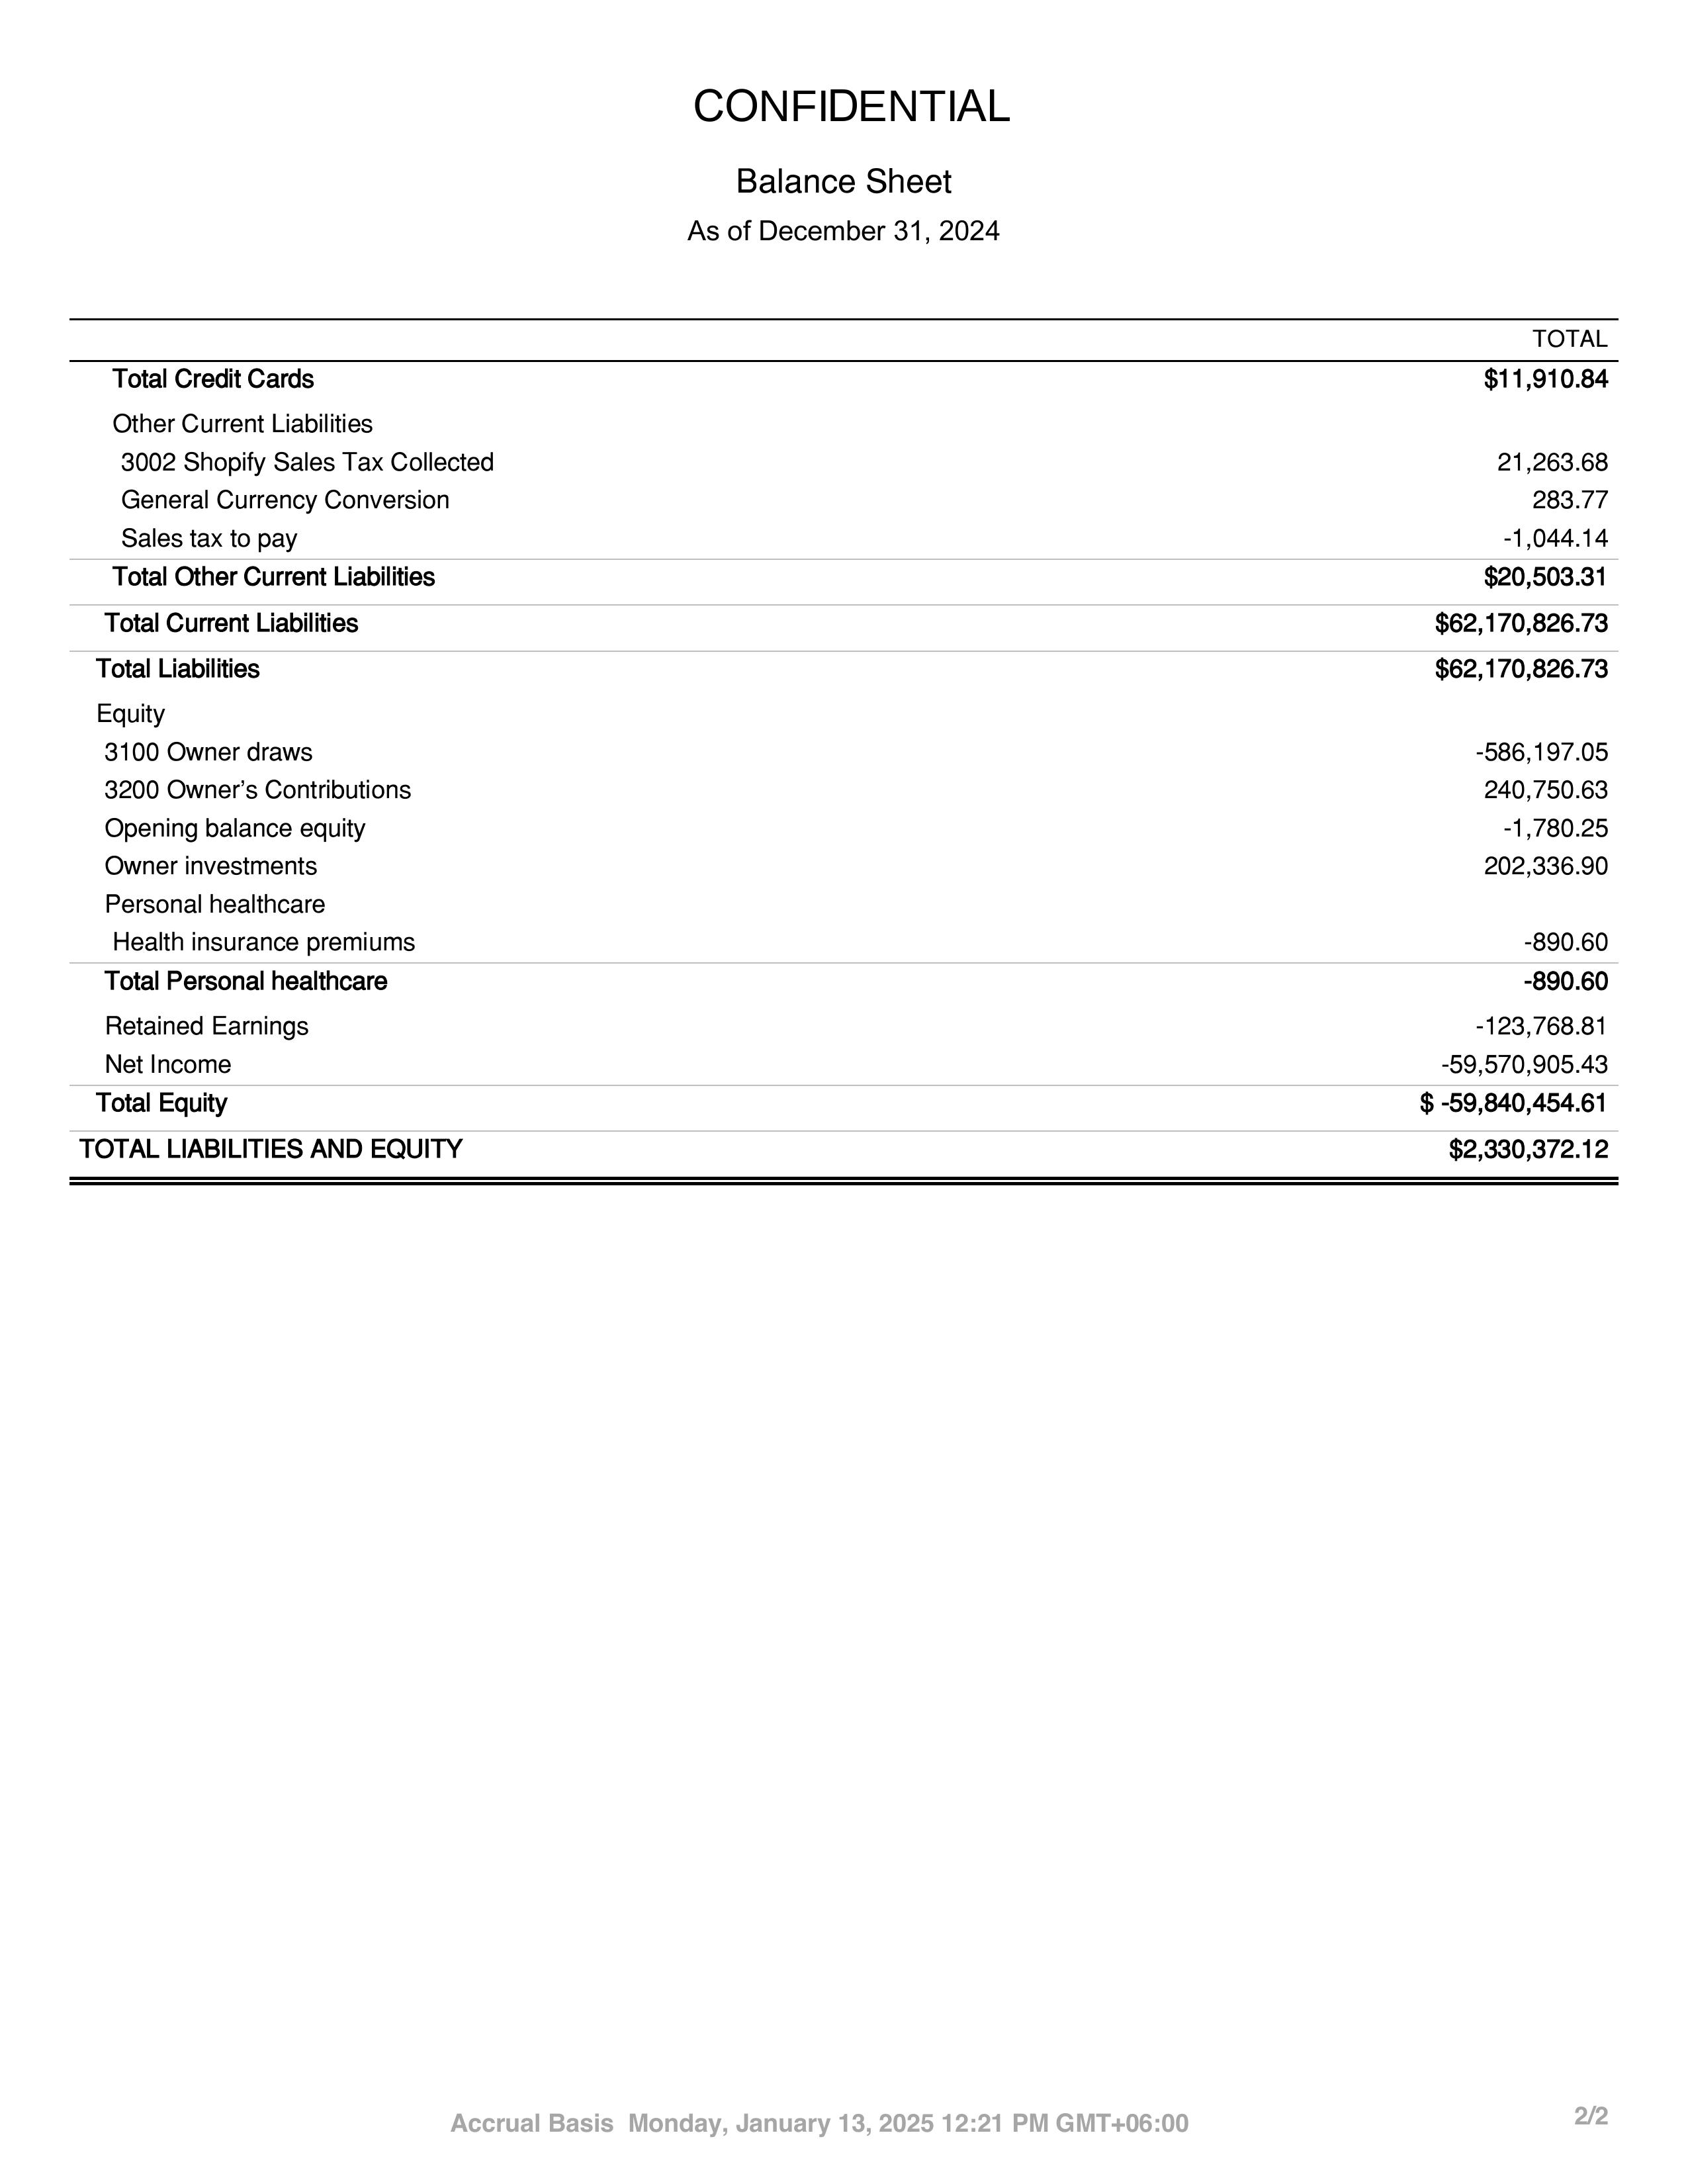 CONFIDENTIAL
Balance Sheet
As of December 31, 2024
TOTAL
Total Credit Cards $11,910.84
Other Current Liabilities
3002 Shopify Sales Tax Collected 21,263.68
General Currency Conversion 283.77
Sales tax to pay -1,044.14
Total Other Current Liabilities $20,503.31
Total Current Liabilities $62,170,826.73
Total Liabilities $62,170,826.73
Equity
3100 Owner draws -586,197.05
3200 Owner’s Contributions 240,750.63
Opening balance equity -1,780.25
Owner investments 202,336.90
Personal healthcare
Health insurance premiums -890.60
Total Personal healthcare -890.60
Retained Earnings -123,768.81
Net Income -59,570,905.43
Total Equity $ -59,840,454.61
TOTAL LIABILITIES AND EQUITY $2,330,372.12
Accrual Basis Monday, January 13, 2025 12:21 PM GMT+06:00 2/2